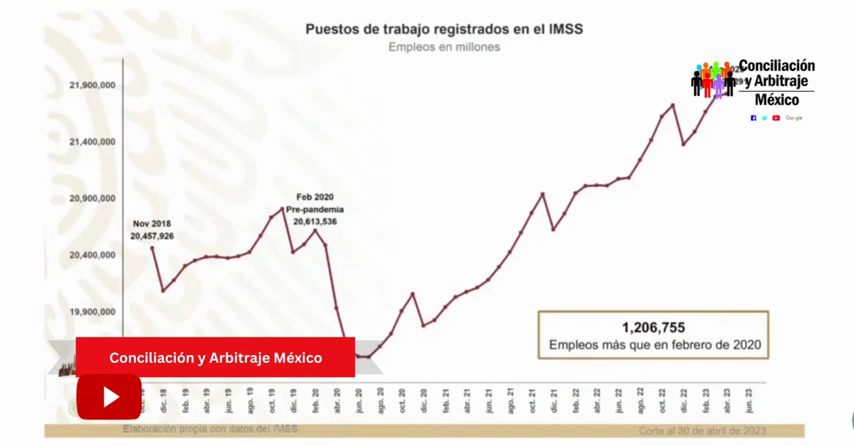 Puestos de trabajo registrados en el IMSS
Empleos en millones
Conciliación
y Arbitraje
México
Google
21,900,000
21,400,000
20,900,000
20,400,000
19,900,000
Nov 2018
20,457,926
Feb 2020
Pre-pandemia
20,613,536
1,206,755
Empleos más que en febrero de 2020
Conciliación y Arbitraje México
dic. 18
feb. 19
abr. 19
jun. 19
ago. 19
oct. 19
dic. 19
feb. 20
abr. 20
jun. 20
ago. 20
oct. 20
dic. 20
feb. 21
abr. 21
jun. 21
ago. 21
oct. 21
dic. 21
feb. 22
abr. 22
jun. 22
ago. 22
oct. 22
dic. 22
feb. 23
abr. 23
jun. 23
Elaboración propia con datos del IMSS.
Corte al 30 de abril de 2023